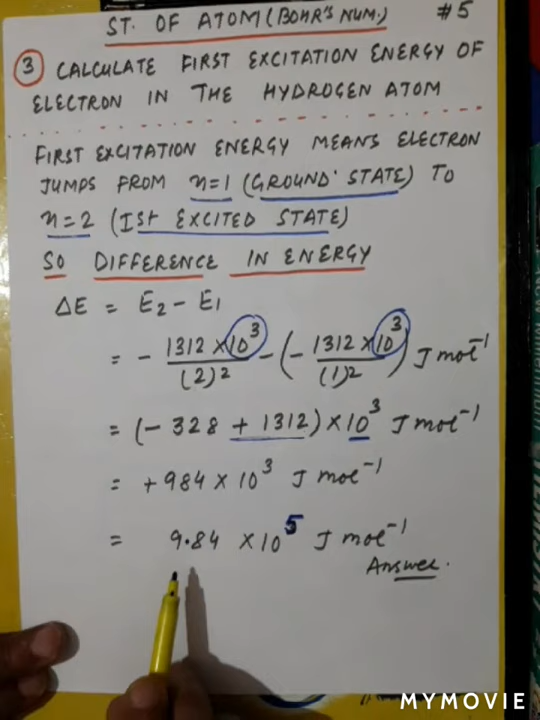 ST. OF ATOM (BOHR'S NUM.) #5
③ CALCULATE FIRST EXCITATION ENERGY OF
ELECTRON IN THE HYDROGEN ATOM
FIRST EXCITATION ENERGY MEANS ELECTRON
JUMPS FROM n=1 (GROUND STATE) TO
n=2 (Ist EXCITED STATE)
SO DIFFERENCE IN ENERGY
ΔE = E₂ - E₁
= - 1312 × 10³ / (2)² - (- 1312 × 10³ / (1)²) J mol⁻¹
= (- 328 + 1312) × 10³ J mol⁻¹
= + 984 × 10³ J mol⁻¹
= 9.84 × 10⁵ J mol⁻¹
Answer.
MYMOVIE